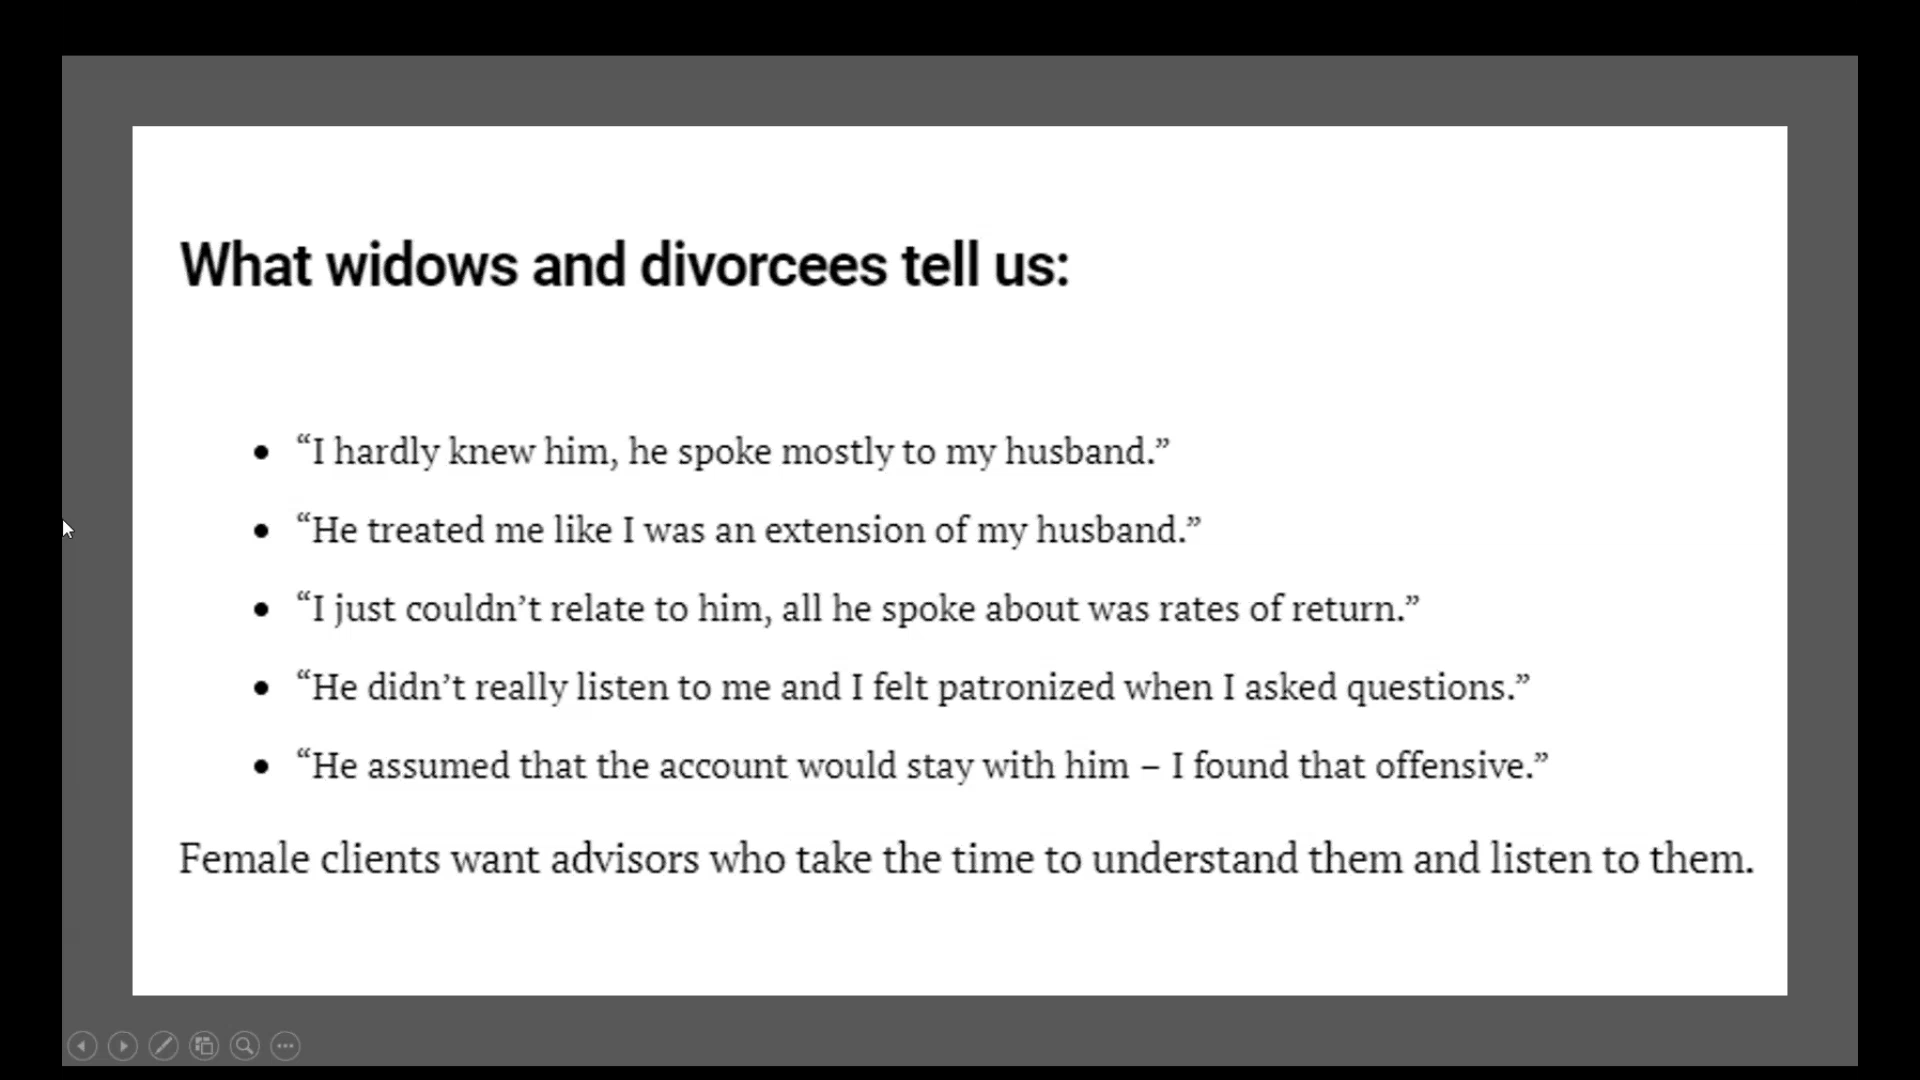 What widows and divorcees tell us:
• “I hardly knew him, he spoke mostly to my husband.”
• “He treated me like I was an extension of my husband.”
• “I just couldn’t relate to him, all he spoke about was rates of return.”
• “He didn’t really listen to me and I felt patronized when I asked questions.”
• “He assumed that the account would stay with him – I found that offensive.”
Female clients want advisors who take the time to understand them and listen to them.